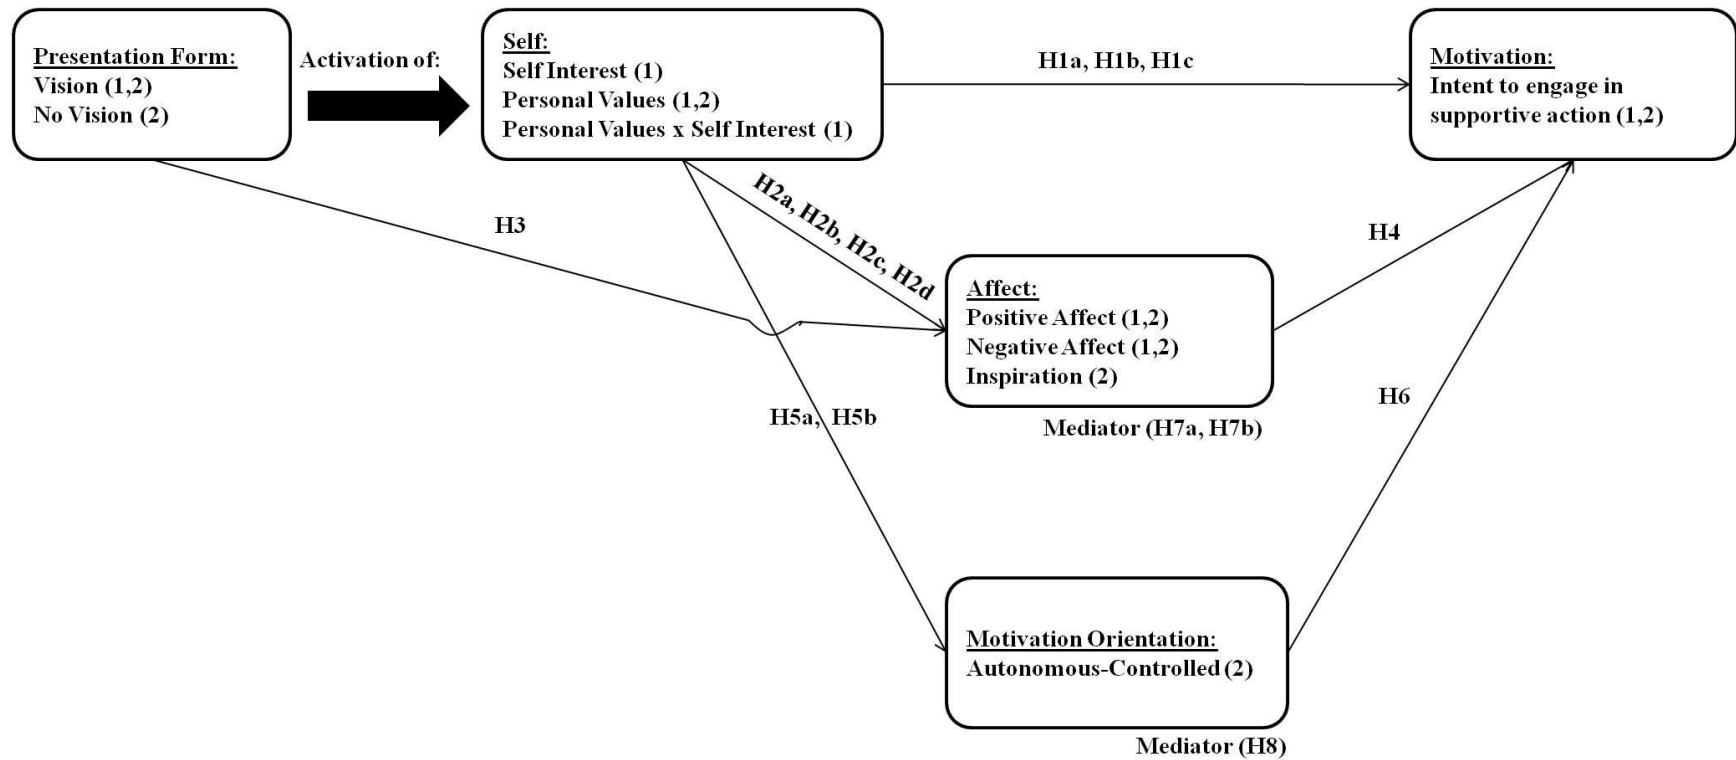 Presentation Form:
Vision (1,2)
No Vision (2)
Activation of:
Self:
Self Interest (1)
Personal Values (1,2)
Personal Values x Self Interest (1)
H1a, H1b, H1c
Motivation:
Intent to engage in
supportive action (1,2)
H3
H2a, H2b, H2c, H2d
H4
Affect:
Positive Affect (1,2)
Negative Affect (1,2)
Inspiration (2)
Mediator (H7a, H7b)
H5a, H5b
H6
Motivation Orientation:
Autonomous-Controlled (2)
Mediator (H8)